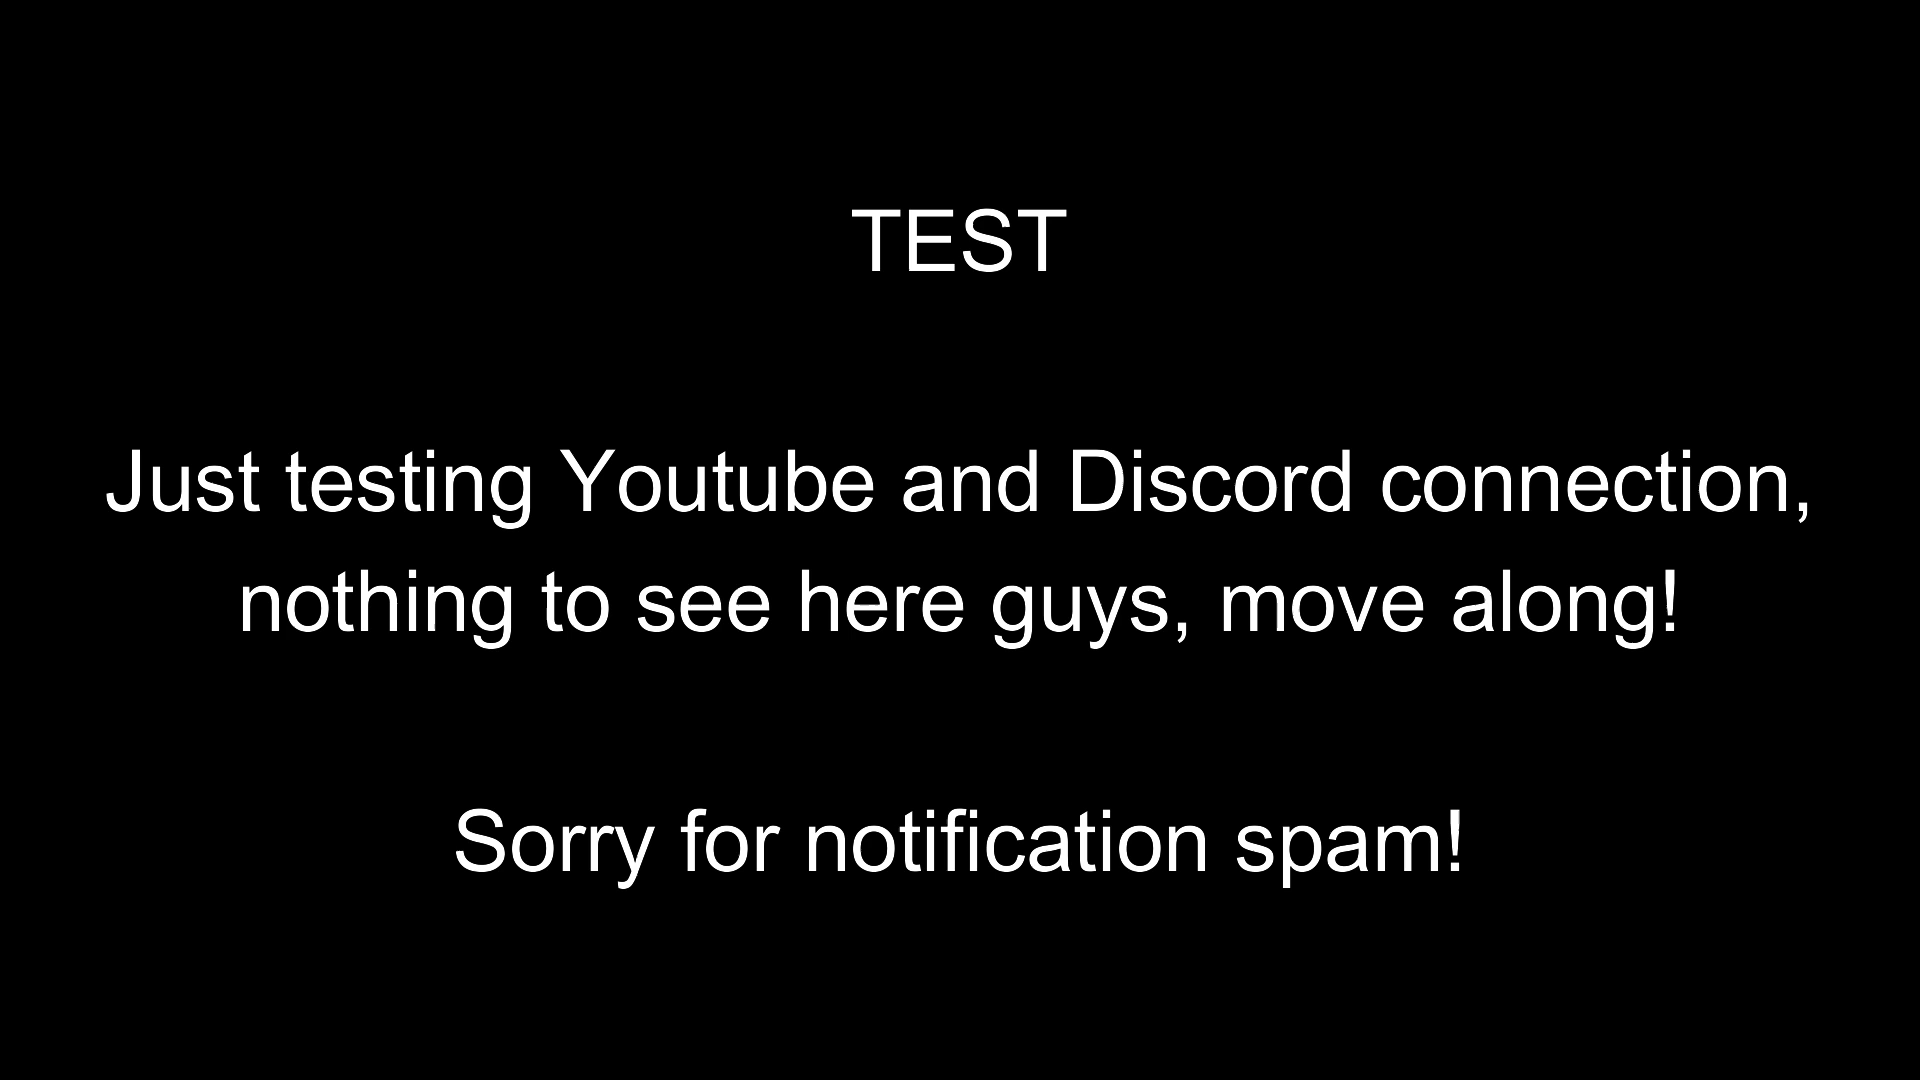 TEST
Just testing Youtube and Discord connection,
nothing to see here guys, move along!
Sorry for notification spam!